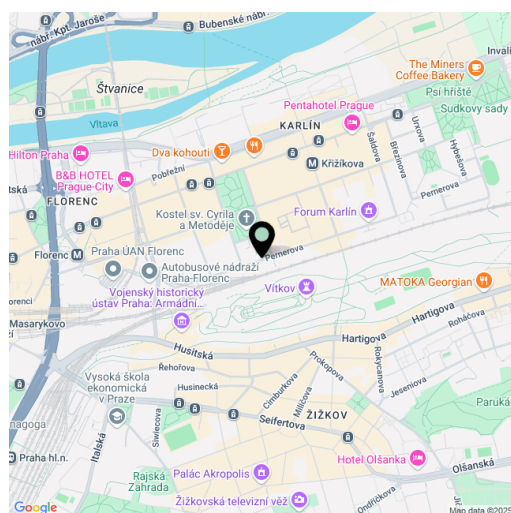 nábř. Kpt. Jaroše
Bubenské nábř.
Invali
The Miners
Coffee Bakery
Štvanice
Psí hřiště
Sudkovy sady
Pentahotel Prague
Vltava
KARLÍN
Hilton Praha
Dva kohouti
Křižíkova
Šaldova
Březinova
Urxova
Hybešova
B&B HOTEL
Prague-City
Pobřežní
Pernerova
FLORENC
Kostel sv. Cyrila
a Metoděje
Forum Karlín
Florenc
Praha ÚAN Florenc
Pernerova
Autobusové nádraží
Praha-Florenc
Vítkov
MATOKA Georgian
Vojenský historický
ústav Praha: Armádní...
Masarykovo
Hartigova
Hartigova
Roháčova
Husitská
Řehořova
Prokopova
Rokycanova
Jeseniova
Vysoká škola
ekonomická
v Praze
Husinecká
Cimburkova
Milíčova
Paruká
Siwiecova
ŽIŽKOV
Seifertova
Italská
Praha hl.n.
Hotel Olšanka
Olšanská
Rajská
Zahrada
Palác Akropolis
Ondříčkova
Žižkovská televizní věž
Google
Map data ©2025